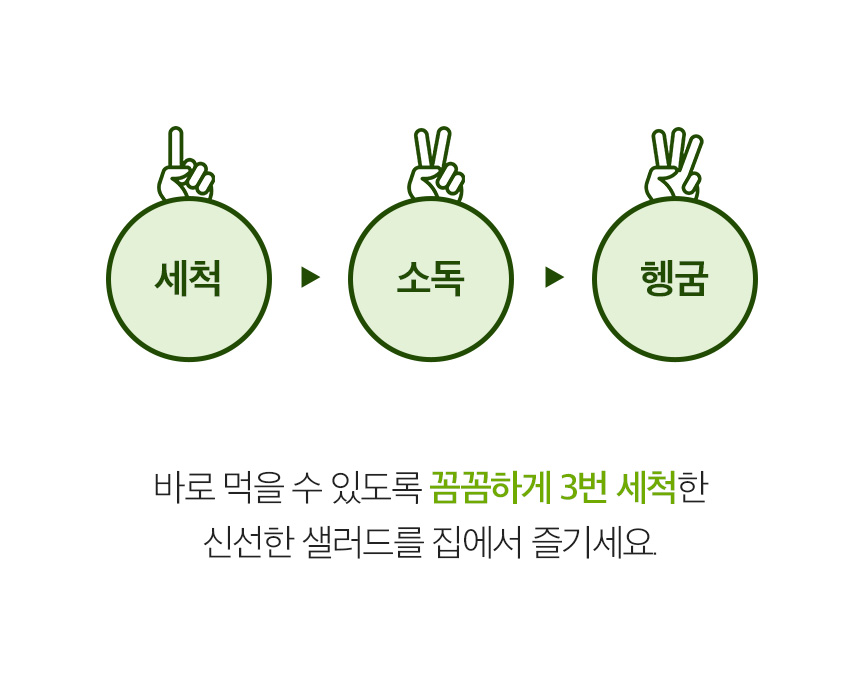 세척
소독
헹굼
바로 먹을 수 있도록 꼼꼼하게 3번 세척한
신선한 샐러드를 집에서 즐기세요.